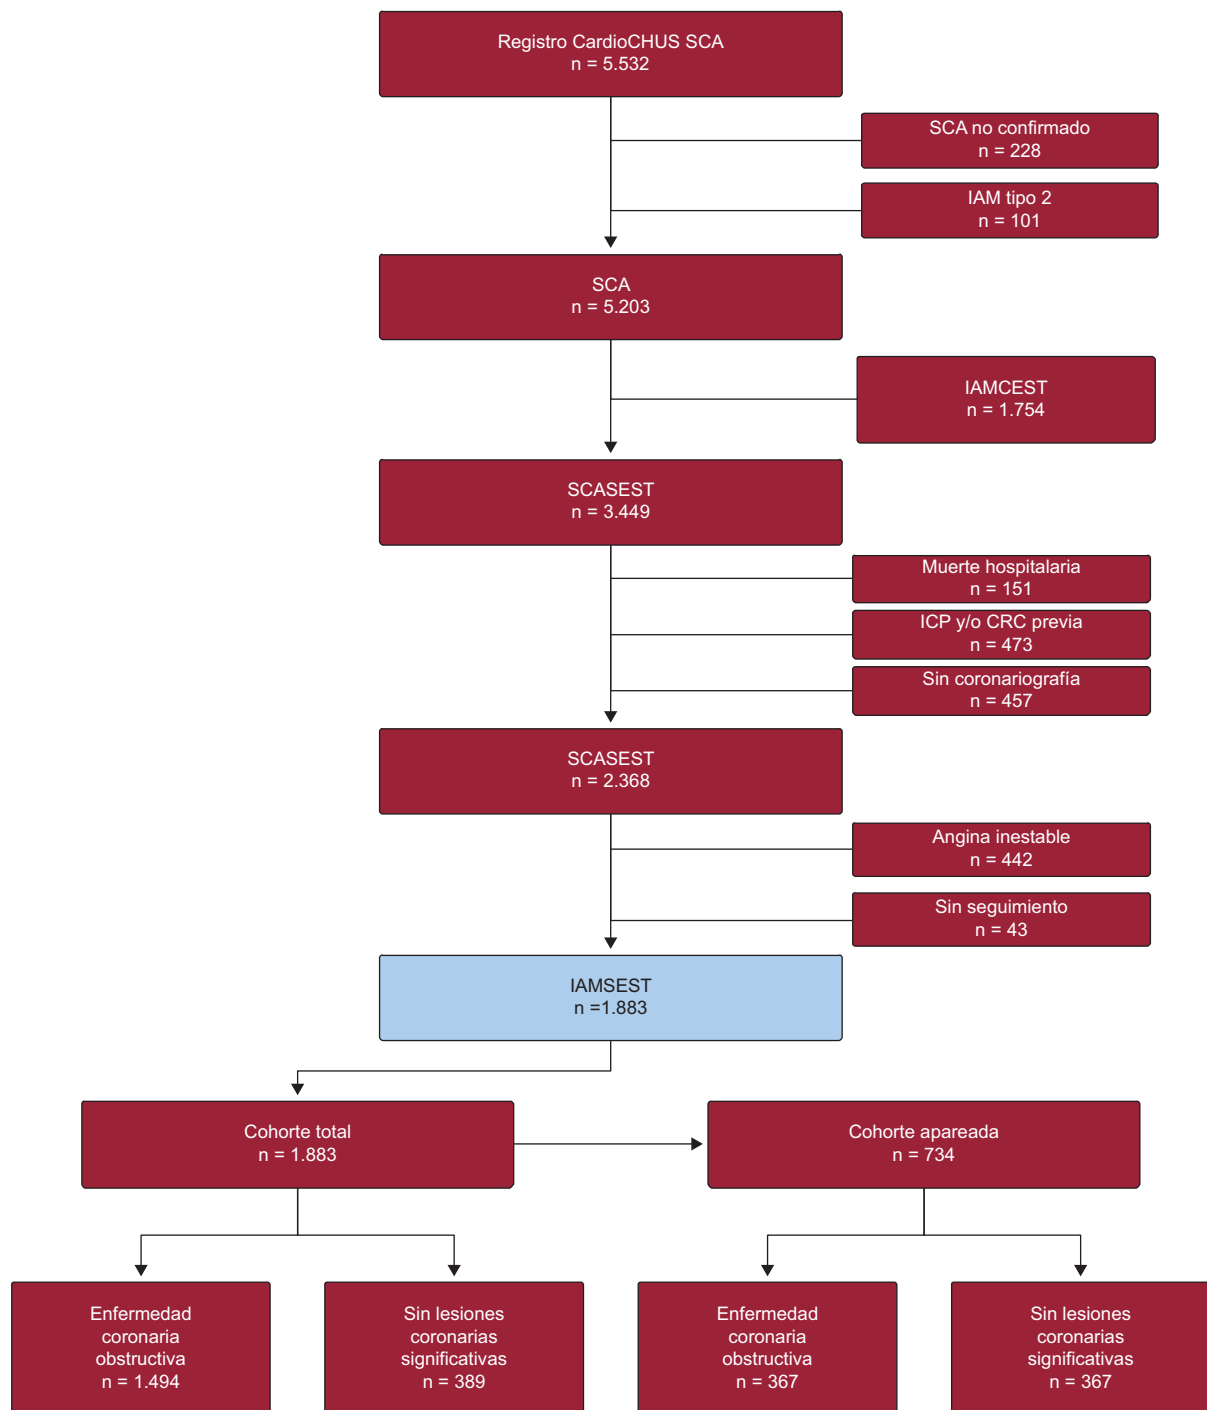 Registro CardioCHUS SCA
n = 5.532
SCA no confirmado
n = 228
IAM tipo 2
n = 101
SCA
n = 5.203
IAMCEST
n = 1.754
SCASEST
n = 3.449
Muerte hospitalaria
n = 151
ICP y/o CRC previa
n = 473
Sin coronariografía
n = 457
SCASEST
n = 2.368
Angina inestable
n = 442
Sin seguimiento
n = 43
IAMSEST
n =1.883
Cohorte total
n = 1.883
Cohorte apareada
n = 734
Enfermedad
coronaria
obstructiva
n = 1.494
Sin lesiones
coronarias
significativas
n = 389
Enfermedad
coronaria
obstructiva
n = 367
Sin lesiones
coronarias
significativas
n = 367